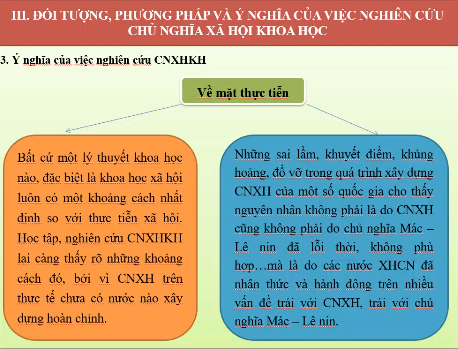 III. ĐỐI TƯỢNG, PHƯƠNG PHÁP VÀ Ý NGHĨA CỦA VIỆC NGHIÊN CỨU
CHỦ NGHĨA XÃ HỘI KHOA HỌC
3. Ý nghĩa của việc nghiên cứu CNXHKH
Về mặt thực tiễn
Bất cứ một lý thuyết khoa học
nào, đặc biệt là khoa học xã hội
luôn có một khoảng cách nhất
định so với thực tiễn xã hội.
Học tập, nghiên cứu CNXHKH
lại càng thấy rõ những khoảng
cách đó, bởi vì CNXH trên
thực tế chưa có nước nào xây
dựng hoàn chỉnh.
Những sai lầm, khuyết điểm, khủng
hoảng, đổ vỡ trong quá trình xây dựng
CNXH của một số quốc gia cho thấy
nguyên nhân không phải là do CNXH
cũng không phải do chủ nghĩa Mác –
Lê nin đã lỗi thời, không phù
hợp…mà là do các nước XHCN đã
nhận thức và hành động trên nhiều
vấn đề trái với CNXH, trái với chủ
nghĩa Mác – Lê nin.